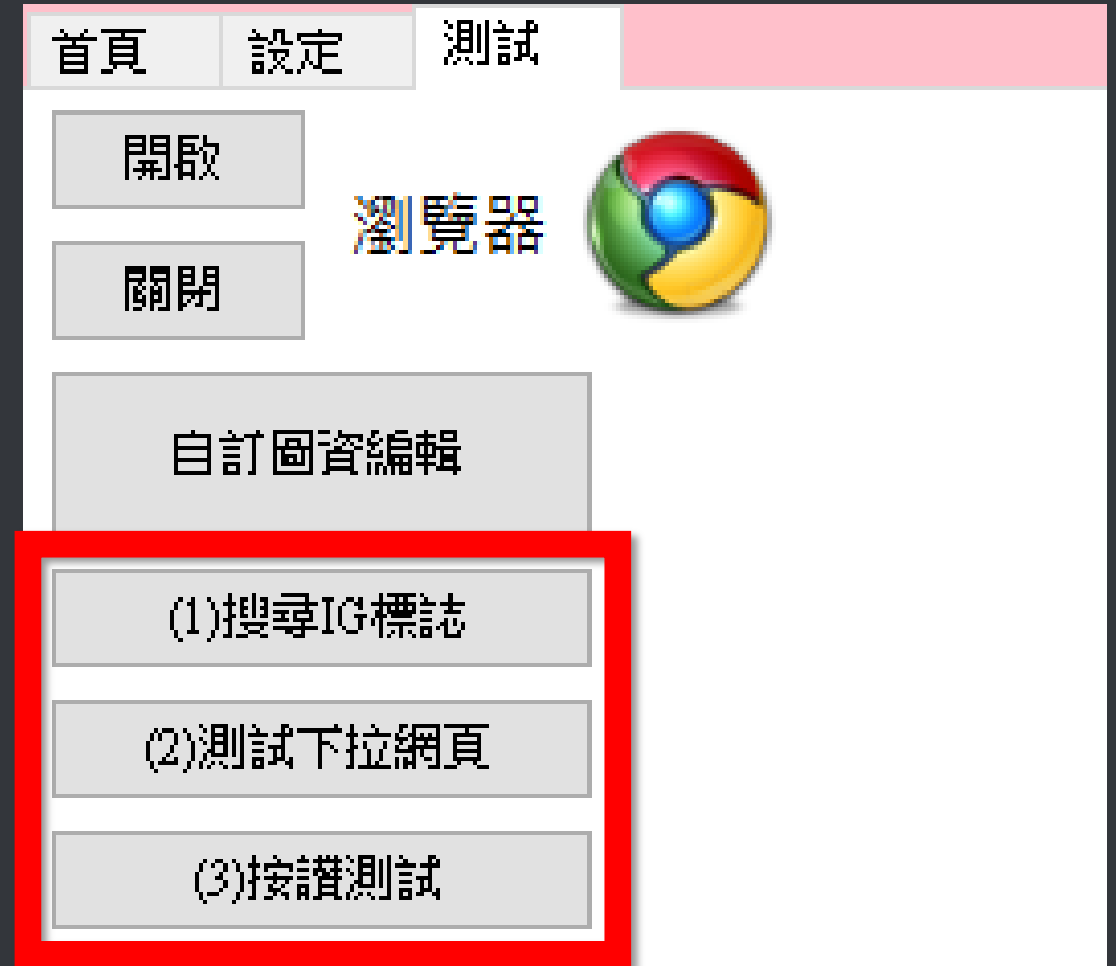 首頁 設定 測試
開啟
瀏覽器
關閉
自訂圖資編輯
(1)搜尋IG標誌
(2)測試下拉網頁
(3)按讚測試